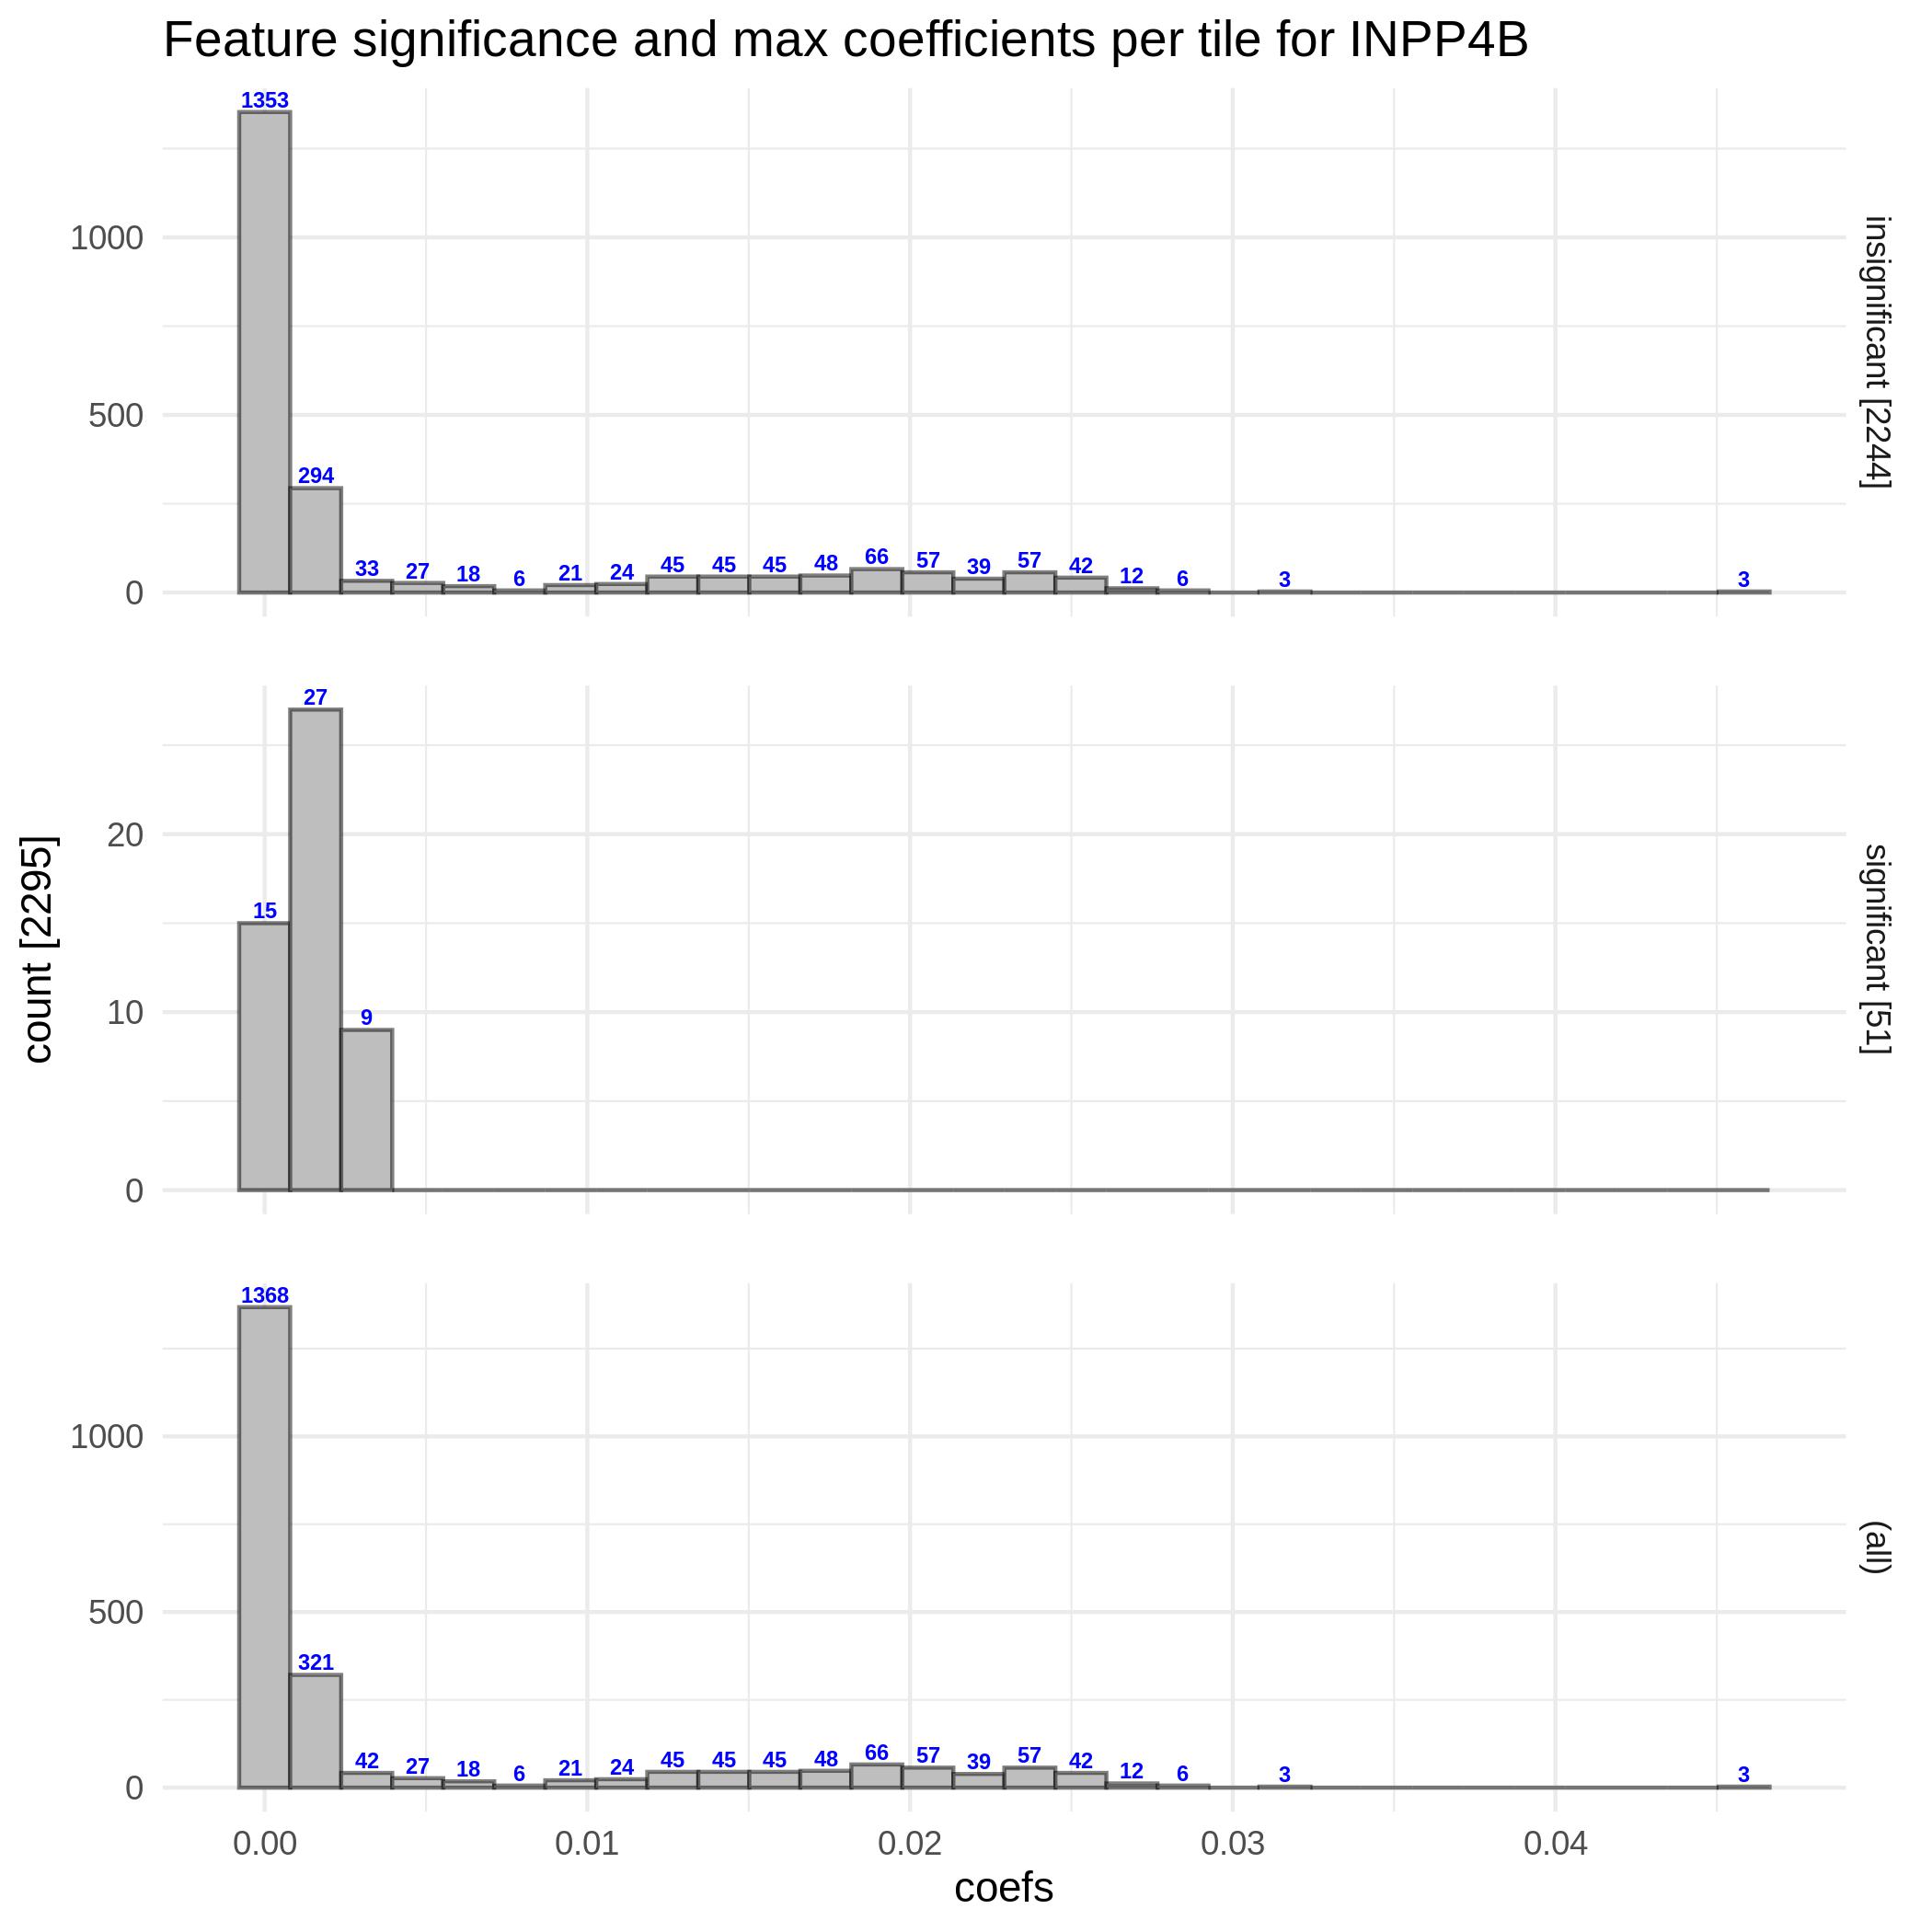 Feature significance and max coefficients per tile for INPP4B
1353
294
33 27 18 6 21 24 45 45 45 48 66 57 39 57 42 12 6 3 3
1000
500
0
insignificant [2244]
27
15
9
20
10
0
significant [51]
count [2295]
1368
321
42 27 18 6 21 24 45 45 45 48 66 57 39 57 42 12 6 3 3
1000
500
0
(all)
0.00 0.01 0.02 0.03 0.04
coefs